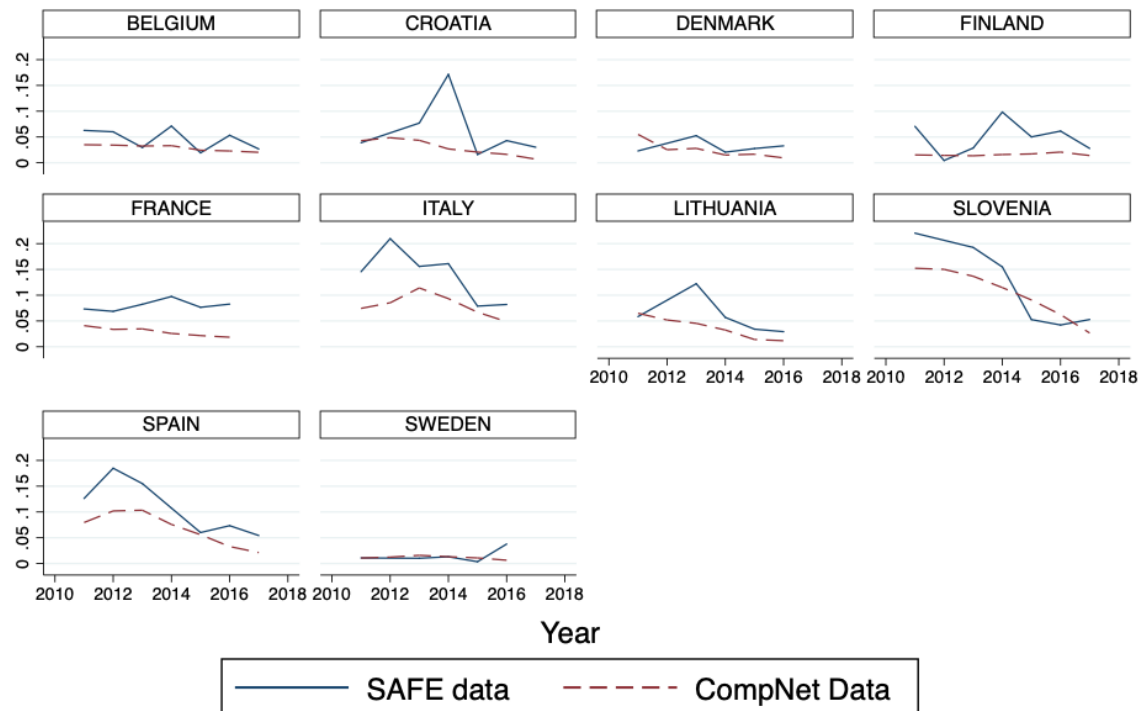 BELGIUM CROATIA DENMARK FINLAND
.2
.15
.1
.05
0
FRANCE ITALY LITHUANIA SLOVENIA
.2
.15
.1
.05
0
2010 2012 2014 2016 2018 2010 2012 2014 2016 2018
SPAIN SWEDEN
.2
.15
.1
.05
0
2010 2012 2014 2016 2018 2010 2012 2014 2016 2018
Year
SAFE data CompNet Data